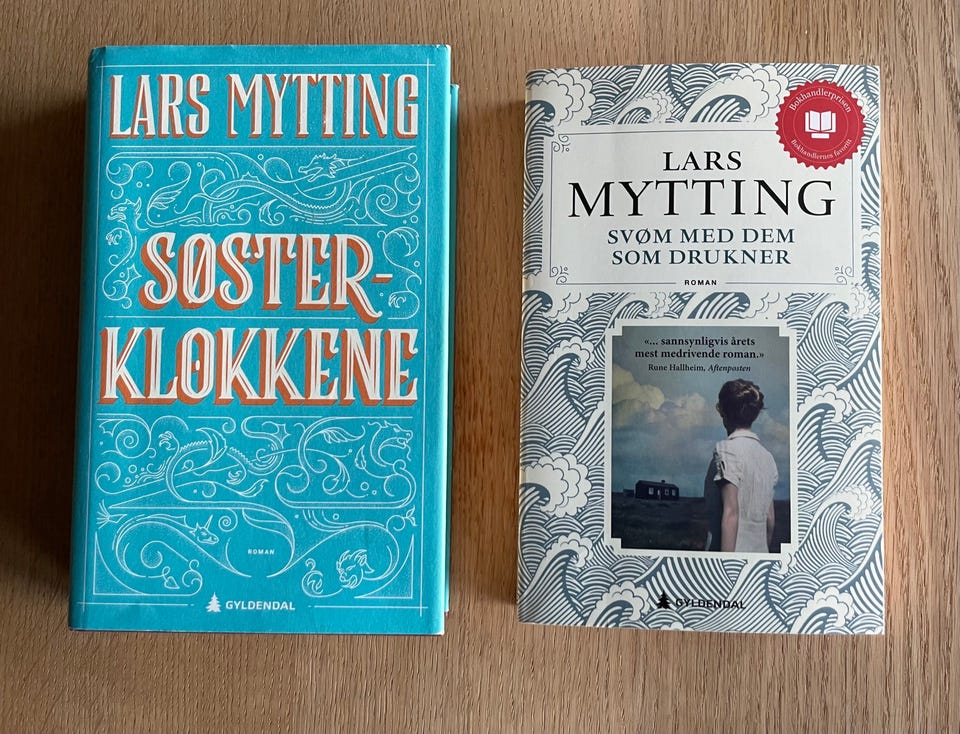 LARS MYTTING
SØSTER-
KLOKKENE
ROMAN
GYLDENDAL
Bokhandlerprisen
Bokhandlernes favoritt
LARS
MYTTING
SVØM MED DEM
SOM DRUKNER
ROMAN
«... sannsynligvis årets
mest medrivende roman.»
Rune Hallheim, Aftenposten
GYLDENDAL